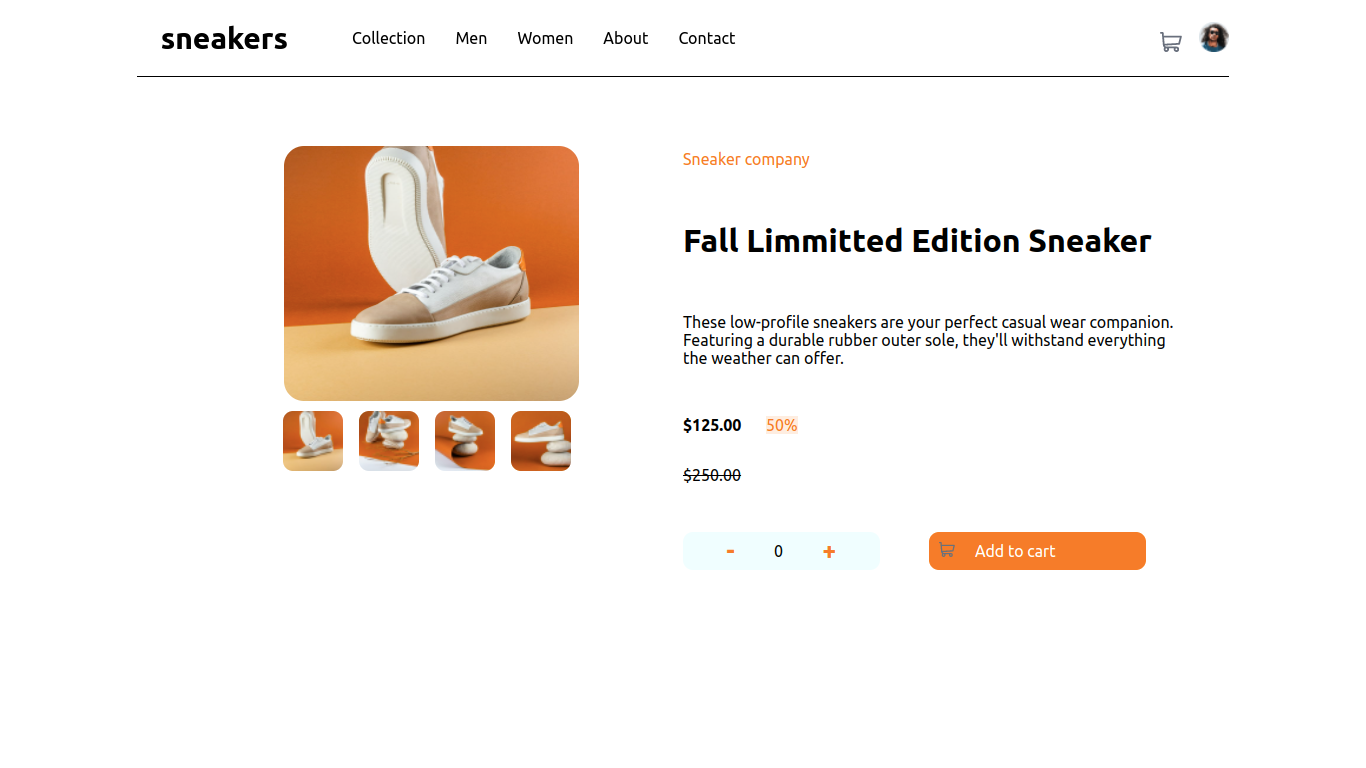 sneakers
Collection Men Women About Contact
Sneaker company
Fall Limmitted Edition Sneaker
These low-profile sneakers are your perfect casual wear companion.
Featuring a durable rubber outer sole, they'll withstand everything
the weather can offer.
$125.00 50%
$250.00
- 0 + Add to cart